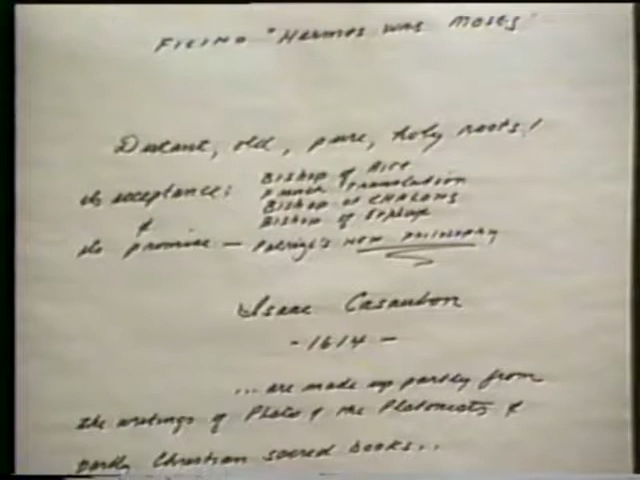 Ficino "Hermes was Moses"
Distant, old, pure, holy roots!
its acceptance:
Bishop of Aire
French Translation
Bishop of Chalons
Bishop of
&
its promise — Patrizi's New Philosophy
Isaac Casaubon
- 1614 -
... are made up partly from
the writings of Plato & the Platonists &
partly Christian sacred books...